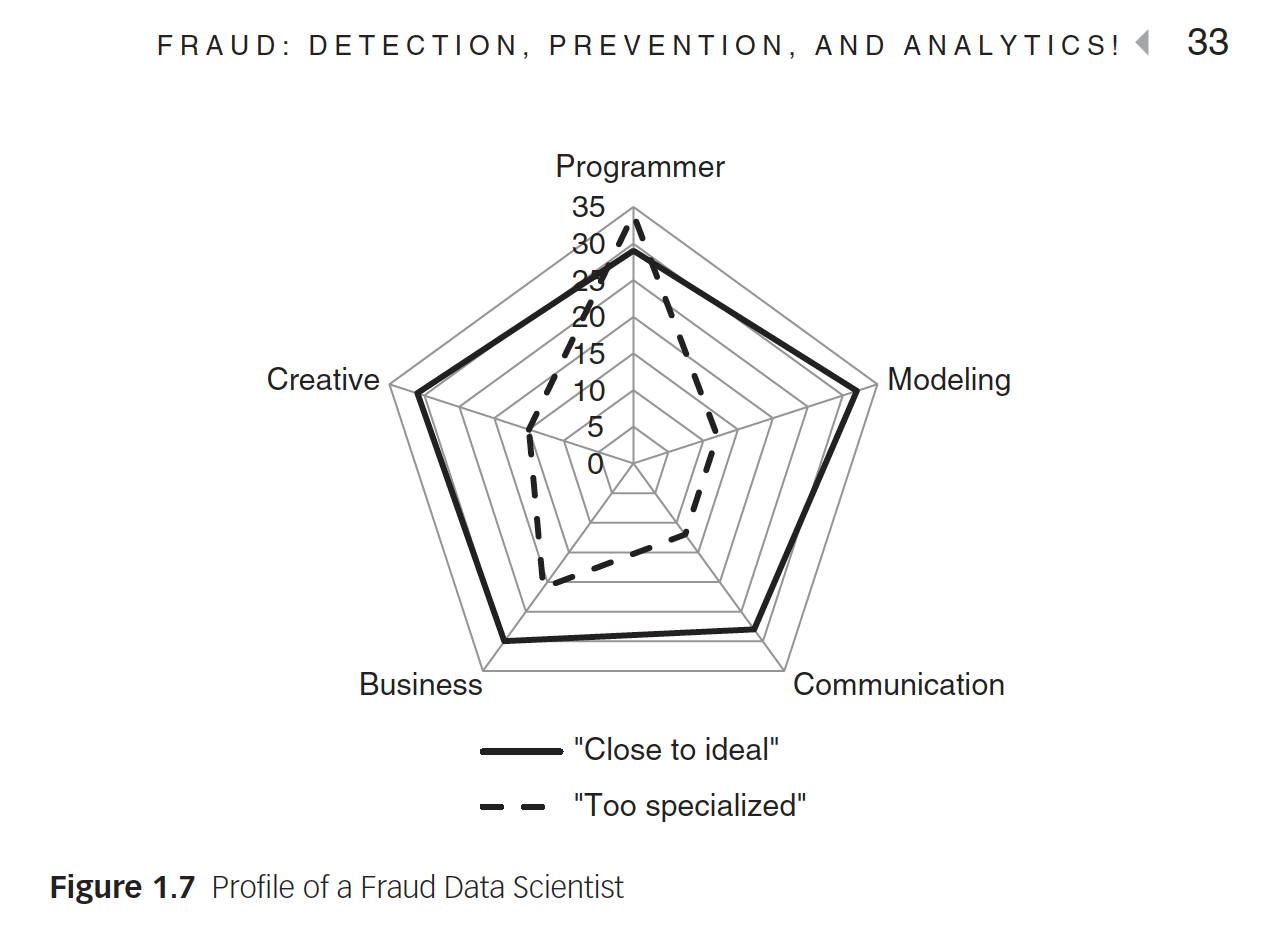 FRAUD: DETECTION, PREVENTION, AND ANALYTICS! 33
Programmer
35
30
25
20
15
10
5
0
Creative
Modeling
Business
Communication
"Close to ideal"
"Too specialized"
Figure 1.7 Profile of a Fraud Data Scientist